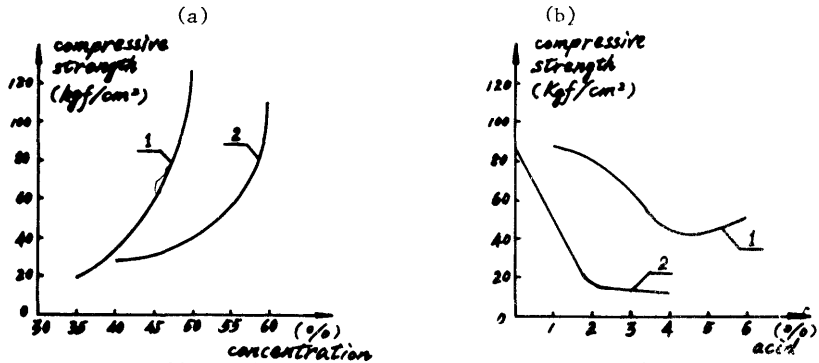 (a)
compressive
strength
(kgf/cm²)
120
100
80
60
40
20
0
1
2
30 35 40 45 50 55 60 (%)
concentration
(b)
compressive
strength
(Kgf/cm²)
120
100
80
60
40
20
0
1
2
1 2 3 4 5 6 (%)
acid